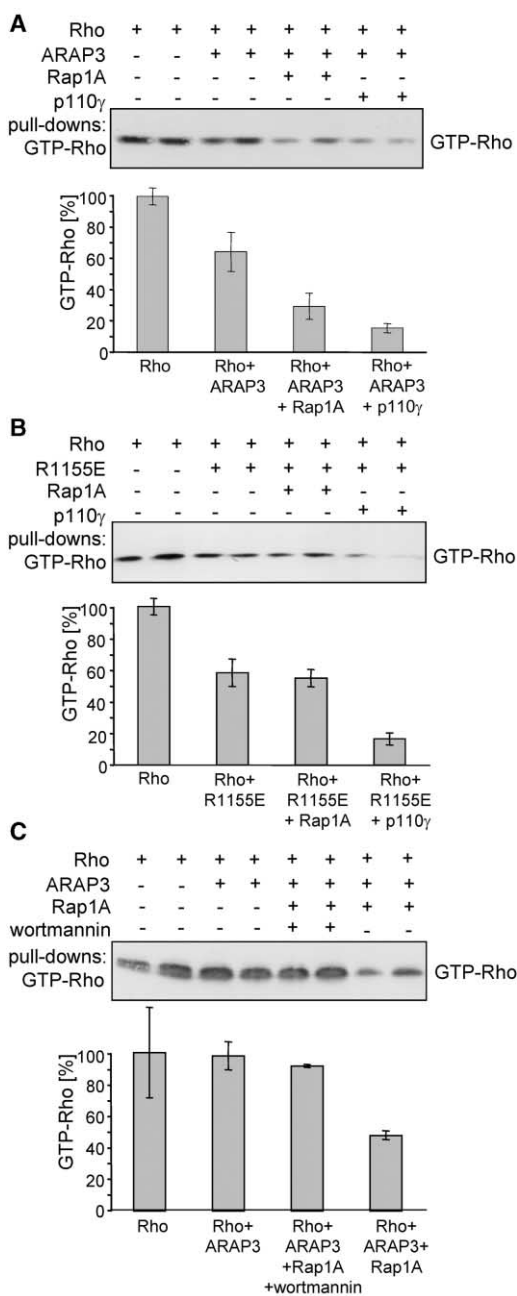 A
Rho + + + + + + + +
ARAP3 - - + + + + + +
Rap1A - - - - + + - -
p110γ - - - - - - + +
pull-downs:
GTP-Rho
GTP-Rho
GTP-Rho [%]
100
80
60
40
20
0
Rho
Rho+
ARAP3
Rho+
ARAP3
+ Rap1A
Rho+
ARAP3
+ p110γ
B
Rho + + + + + + + +
R1155E - - + + + + + +
Rap1A - - - - + + - -
p110γ - - - - - - + +
pull-downs:
GTP-Rho
GTP-Rho
GTP-Rho [%]
100
80
60
40
20
0
Rho
Rho+
R1155E
Rho+
R1155E
+ Rap1A
Rho+
R1155E
+ p110γ
C
Rho + + + + + + + +
ARAP3 - - + + + + + +
Rap1A - - - - + + + +
wortmannin - - - - + + - -
pull-downs:
GTP-Rho
GTP-Rho
GTP-Rho [%]
100
80
60
40
20
0
Rho
Rho+
ARAP3
Rho+
ARAP3
+Rap1A
+wortmannin
Rho+
ARAP3+
Rap1A